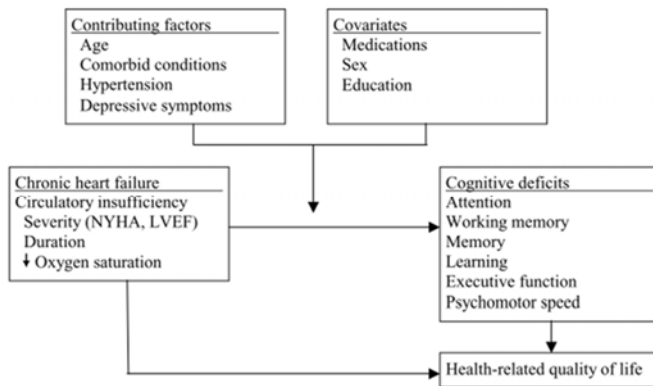 Contributing factors
Age
Comorbid conditions
Hypertension
Depressive symptoms
Covariates
Medications
Sex
Education
Chronic heart failure
Circulatory insufficiency
Severity (NYHA, LVEF)
Duration
↓ Oxygen saturation
Cognitive deficits
Attention
Working memory
Memory
Learning
Executive function
Psychomotor speed
Health-related quality of life